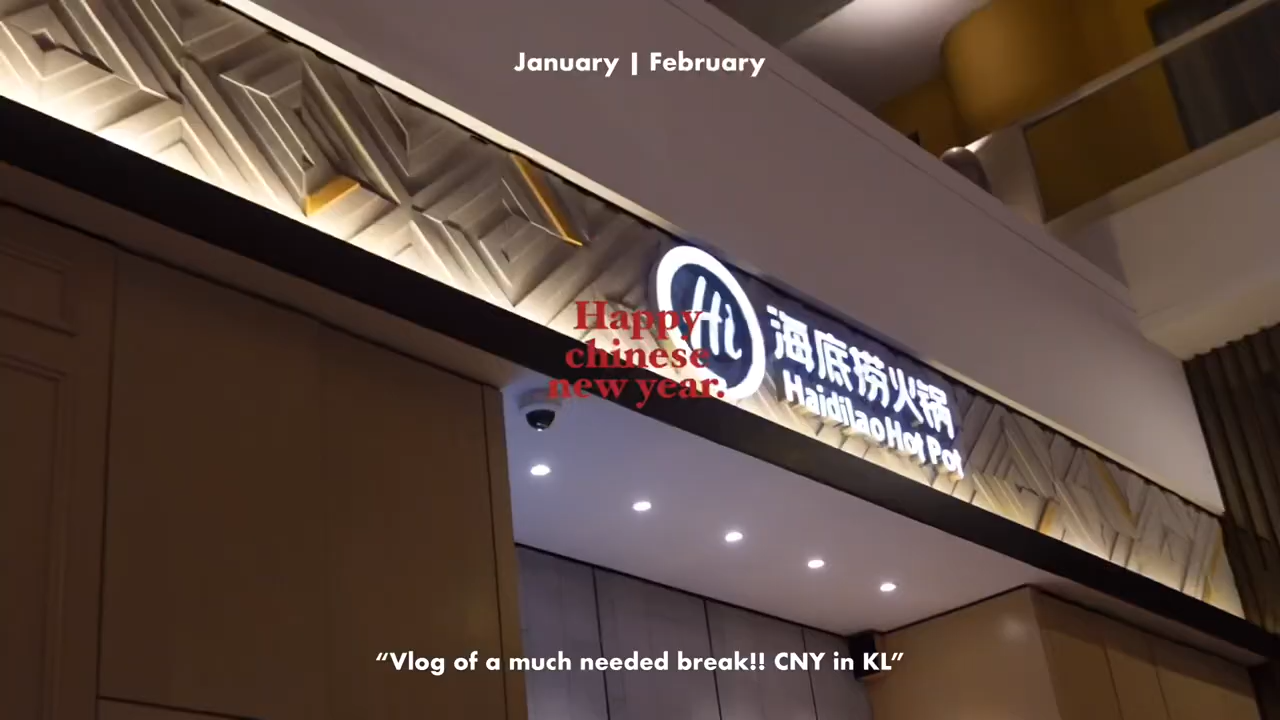 January | February
Hi
海底捞火锅
Haidilao Hot Pot
Happy
chinese
new year.
“Vlog of a much needed break!! CNY in KL”